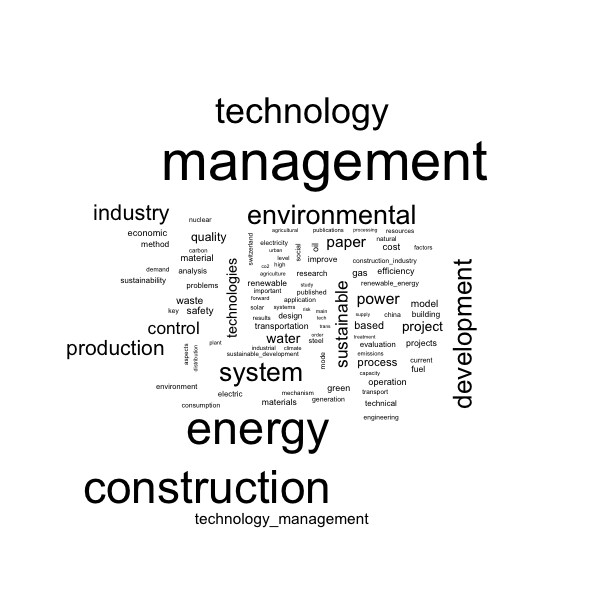 technology
management
industry
nuclear
environmental
economic
method
quality
carbon
material
switzerland
agricultural
publications
processing
resources
electricity
urban
level
high
co2
agriculture
social
oil
improve
paper
natural
cost
factors
construction_industry
gas
efficiency
demand
analysis
sustainability
problems
technologies
renewable
research
study
important
published
forward
application
renewable_energy
sustainable
power
model
building
waste
key
safety
solar
systems
risk
main
results
design
tech
transportation
trans
supply
china
based
project
control
water
order
steel
treatment
production
plant
aspects
distribution
industrial
climate
sustainable_development
mode
evaluation
projects
emissions
process
current
fuel
capacity
system
development
environment
electric
mechanism
green
operation
transport
consumption
materials
generation
technical
engineering
energy
construction
technology_management